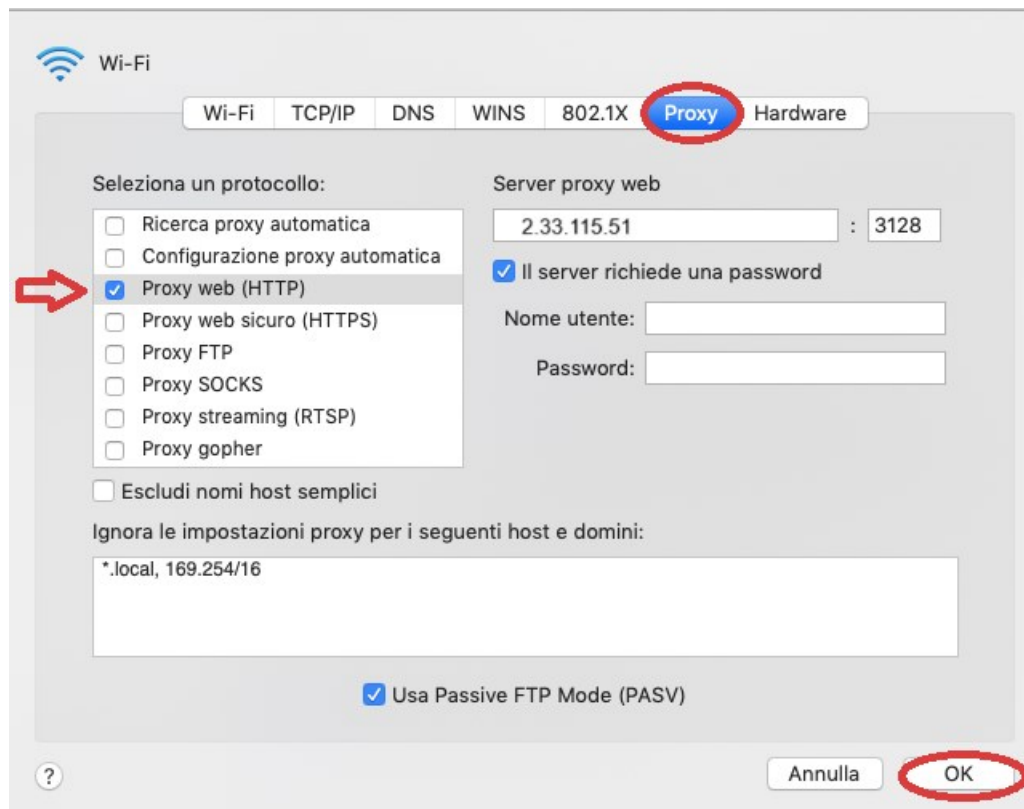 Wi-Fi
Wi-Fi TCP/IP DNS WINS 802.1X Proxy Hardware
Seleziona un protocollo:
Ricerca proxy automatica
Configurazione proxy automatica
Proxy web (HTTP)
Proxy web sicuro (HTTPS)
Proxy FTP
Proxy SOCKS
Proxy streaming (RTSP)
Proxy gopher
Server proxy web
2.33.115.51 : 3128
Il server richiede una password
Nome utente:
Password:
Escludi nomi host semplici
Ignora le impostazioni proxy per i seguenti host e domini:
*.local, 169.254/16
Usa Passive FTP Mode (PASV)
? Annulla OK